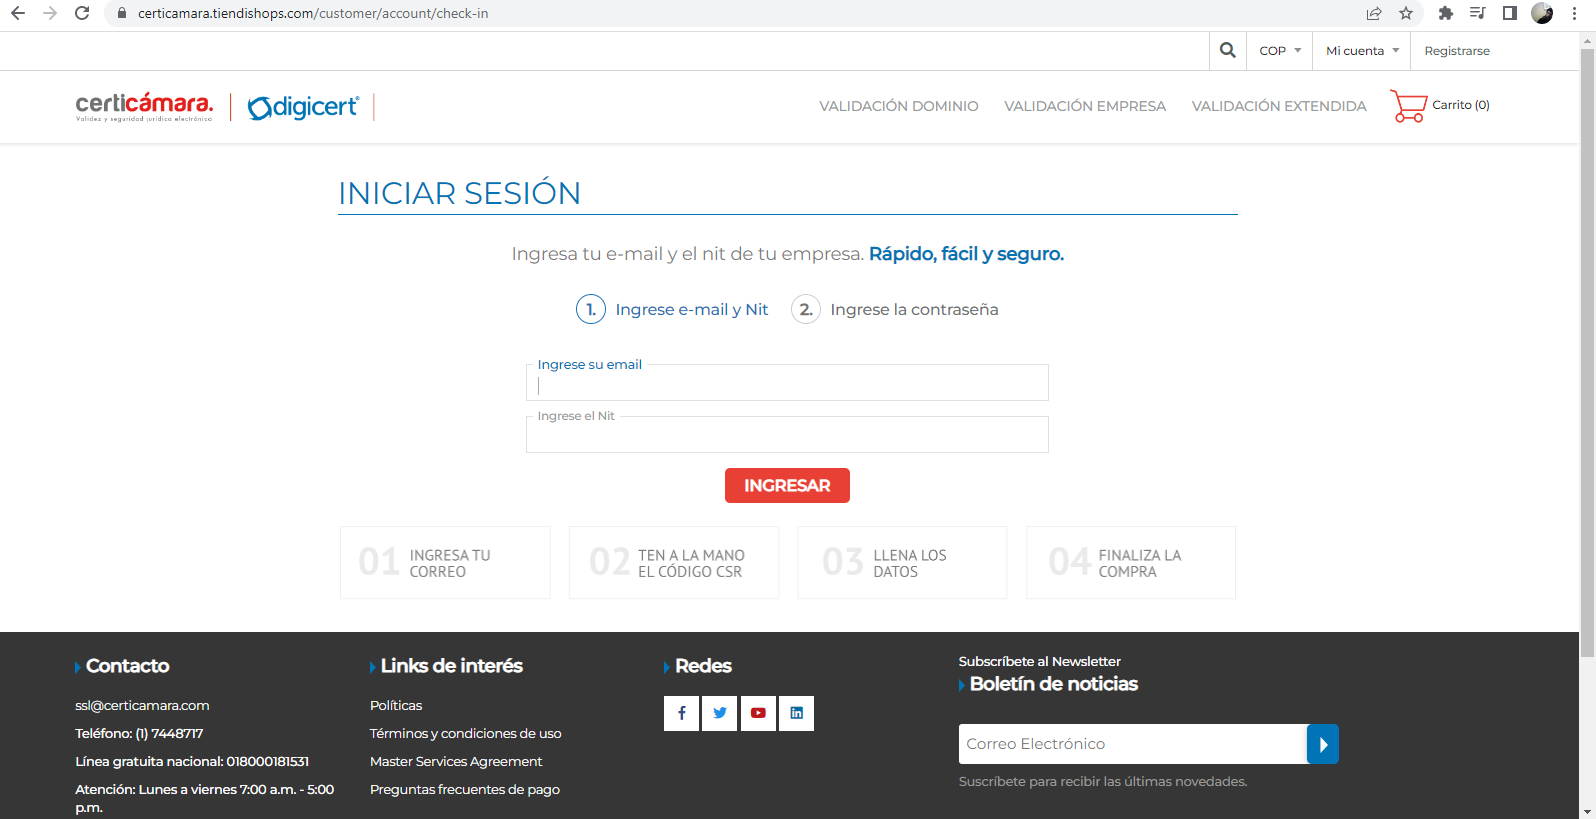 certicamara.tiendishops.com/customer/account/check-in
COP
Mi cuenta
Registrarse
certicámara.
Validez y seguridad jurídica electrónica
digicert
VALIDACIÓN DOMINIO
VALIDACIÓN EMPRESA
VALIDACIÓN EXTENDIDA
Carrito (0)
INICIAR SESIÓN
Ingresa tu e-mail y el nit de tu empresa. Rápido, fácil y seguro.
1. Ingrese e-mail y Nit
2. Ingrese la contraseña
Ingrese su email
Ingrese el Nit
INGRESAR
01 INGRESA TU
CORREO
02 TEN A LA MANO
EL CÓDIGO CSR
03 LLENA LOS
DATOS
04 FINALIZA LA
COMPRA
Contacto
ssl@certicamara.com
Teléfono: (1) 7448717
Línea gratuita nacional: 018000181531
Atención: Lunes a viernes 7:00 a.m. - 5:00
p.m.
Links de interés
Políticas
Términos y condiciones de uso
Master Services Agreement
Preguntas frecuentes de pago
Redes
Subscríbete al Newsletter
Boletín de noticias
Correo Electrónico
Suscríbete para recibir las últimas novedades.